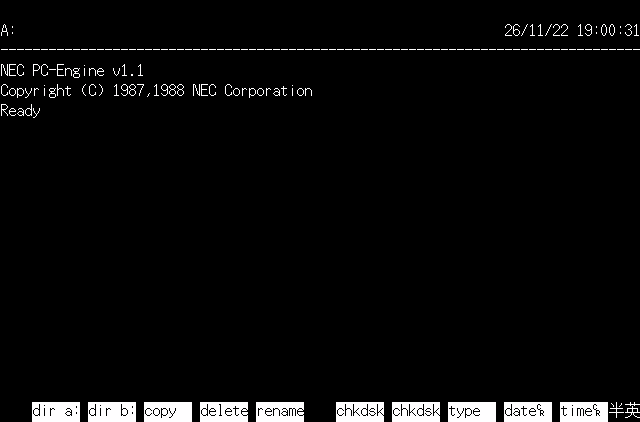 A: 26/11/22 19:00:31
NEC PC-Engine v1.1
Copyright (C) 1987,1988 NEC Corporation
Ready
dir a: dir b: copy delete rename chkdsk chkdsk type date␍ time␍ 半英